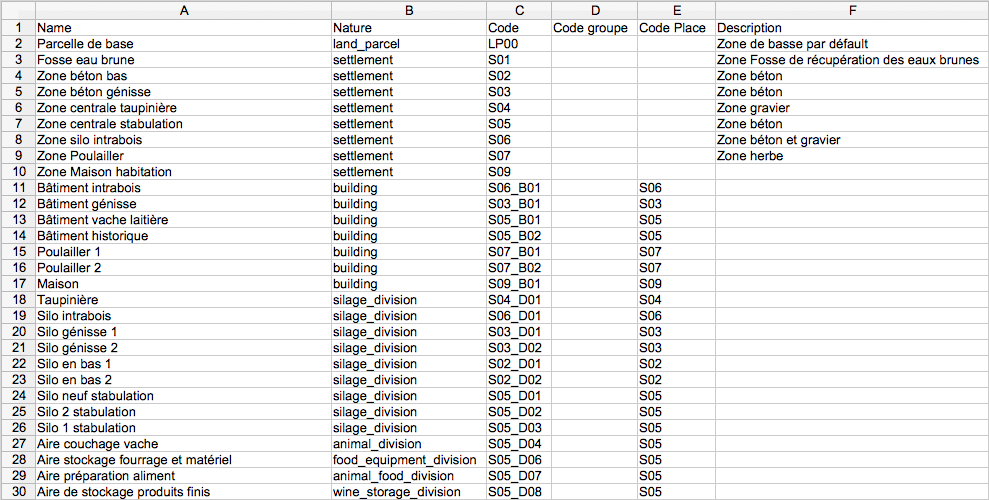 A B C D E F
1 Name Nature Code Code groupe Code Place Description
2 Parcelle de base land_parcel LP00 Zone de basse par défault
3 Fosse eau brune settlement S01 Zone Fosse de récupération des eaux brunes
4 Zone béton bas settlement S02 Zone béton
5 Zone béton génisse settlement S03 Zone béton
6 Zone centrale taupinière settlement S04 Zone gravier
7 Zone centrale stabulation settlement S05 Zone béton
8 Zone silo intrabois settlement S06 Zone béton et gravier
9 Zone Poulailler settlement S07 Zone herbe
10 Zone Maison habitation settlement S09
11 Bâtiment intrabois building S06_B01 S06
12 Bâtiment génisse building S03_B01 S03
13 Bâtiment vache laitière building S05_B01 S05
14 Bâtiment historique building S05_B02 S05
15 Poulailler 1 building S07_B01 S07
16 Poulailler 2 building S07_B02 S07
17 Maison building S09_B01 S09
18 Taupinière silage_division S04_D01 S04
19 Silo intrabois silage_division S06_D01 S06
20 Silo génisse 1 silage_division S03_D01 S03
21 Silo génisse 2 silage_division S03_D02 S03
22 Silo en bas 1 silage_division S02_D01 S02
23 Silo en bas 2 silage_division S02_D02 S02
24 Silo neuf stabulation silage_division S05_D01 S05
25 Silo 2 stabulation silage_division S05_D02 S05
26 Silo 1 stabulation silage_division S05_D03 S05
27 Aire couchage vache animal_division S05_D04 S05
28 Aire stockage fourrage et matériel food_equipment_division S05_D06 S05
29 Aire préparation aliment animal_food_division S05_D07 S05
30 Aire de stockage produits finis wine_storage_division S05_D08 S05